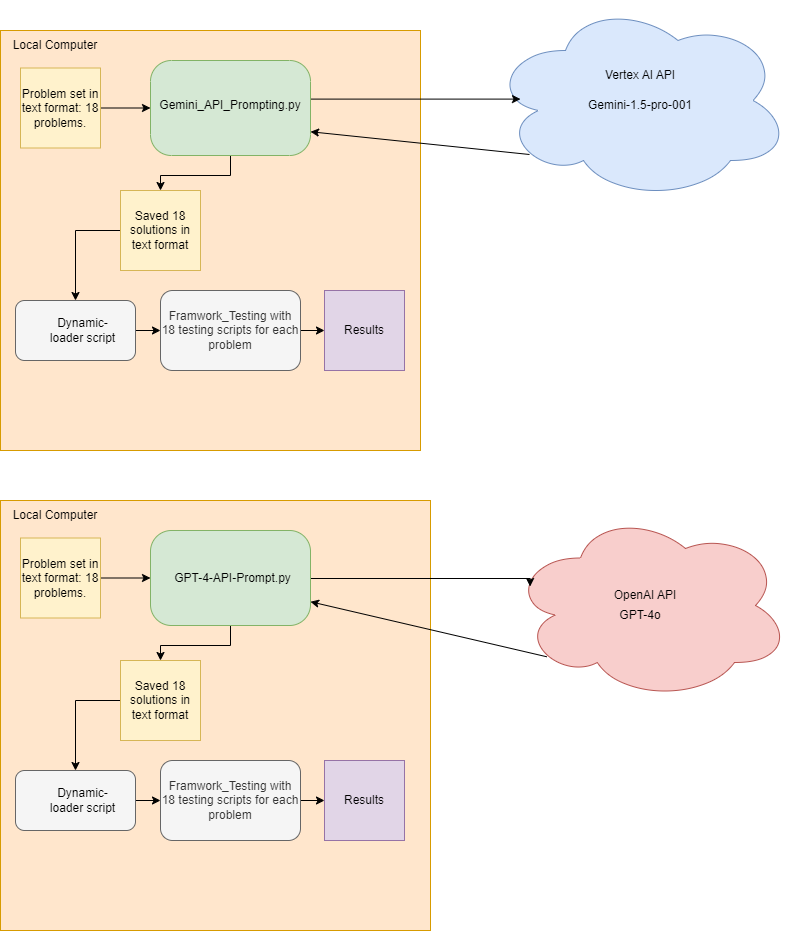 Local Computer
Problem set in
text format: 18
problems.
Gemini_API_Prompting.py
Vertex AI API
Gemini-1.5-pro-001
Saved 18
solutions in
text format
Dynamic-
loader script
Framwork_Testing with
18 testing scripts for each
problem
Results
Local Computer
Problem set in
text format: 18
problems.
GPT-4-API-Prompt.py
OpenAI API
GPT-4o
Saved 18
solutions in
text format
Dynamic-
loader script
Framwork_Testing with
18 testing scripts for each
problem
Results